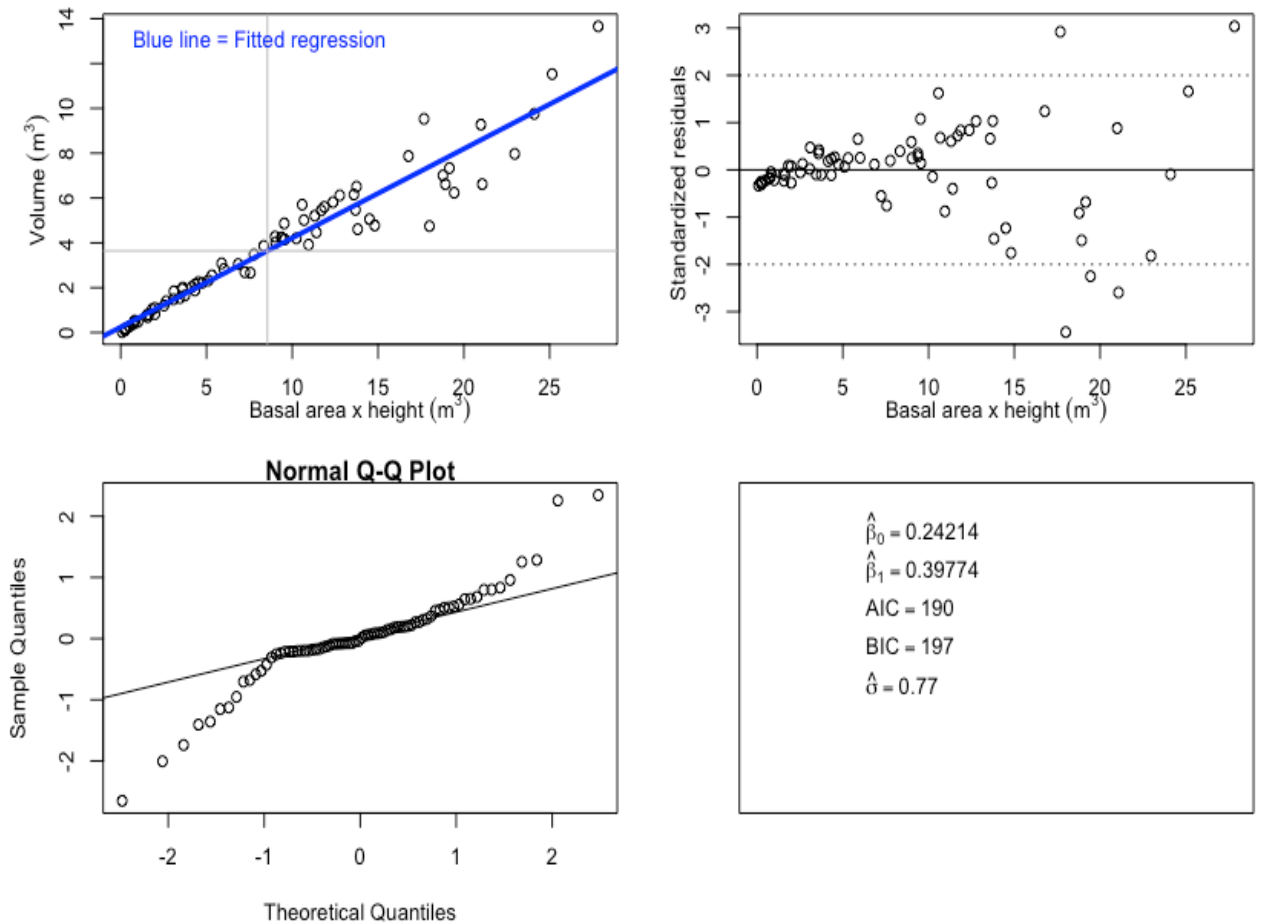 Blue line = Fitted regression
Volume (m³)
0 2 4 6 8 10 14
0 5 10 15 20 25
Basal area x height (m³)
Standardized residuals
-3 -2 -1 0 1 2 3
0 5 10 15 20 25
Basal area x height (m³)
Normal Q-Q Plot
Sample Quantiles
-2 -1 0 1 2
-2 -1 0 1 2
Theoretical Quantiles
β̂₀ = 0.24214
β̂₁ = 0.39774
AIC = 190
BIC = 197
σ̂ = 0.77